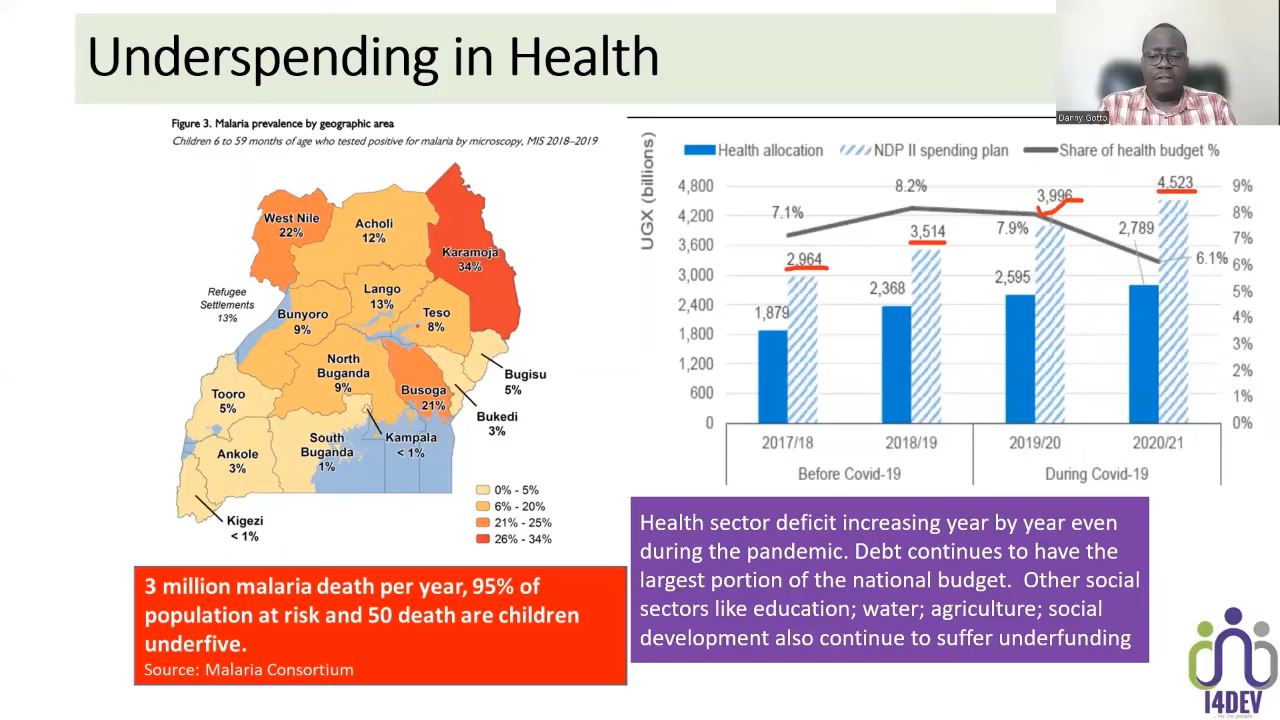 Underspending in Health
Danny Gotto
Figure 3. Malaria prevalence by geographic area
Children 6 to 59 months of age who tested positive for malaria by microscopy, MIS 2018–2019
West Nile
22%
Acholi
12%
Karamoja
34%
Refugee
Settlements
13%
Lango
13%
Teso
8%
Bunyoro
9%
North
Buganda
9%
Busoga
21%
Bugisu
5%
Bukedi
3%
Tooro
5%
Ankole
3%
South
Buganda
1%
Kampala
< 1%
Kigezi
< 1%
0% - 5%
6% - 20%
21% - 25%
26% - 34%
3 million malaria death per year, 95% of
population at risk and 50 death are children
underfive.
Source: Malaria Consortium
UGX (billions)
Health allocation NDP II spending plan Share of health budget %
4,800
4,200
3,600
3,000
2,400
1,800
1,200
600
0
9%
8%
7%
6%
5%
4%
3%
2%
1%
0%
7.1%
8.2%
7.9%
6.1%
1,879
2,964
2,368
3,514
2,595
3,996
2,789
4,523
2017/18 2018/19 2019/20 2020/21
Before Covid-19 During Covid-19
Health sector deficit increasing year by year even
during the pandemic. Debt continues to have the
largest portion of the national budget. Other social
sectors like education; water; agriculture; social
development also continue to suffer underfunding
I4DEV